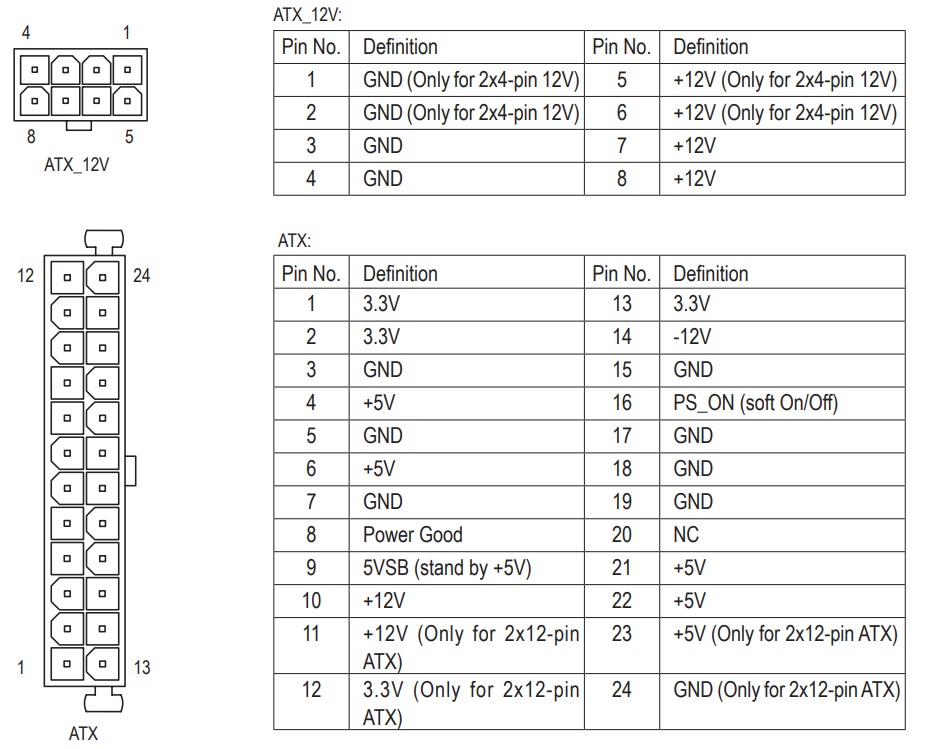 ATX_12V:
4 1
8 5
ATX_12V
Pin No. Definition Pin No. Definition
1 GND (Only for 2x4-pin 12V) 5 +12V (Only for 2x4-pin 12V)
2 GND (Only for 2x4-pin 12V) 6 +12V (Only for 2x4-pin 12V)
3 GND 7 +12V
4 GND 8 +12V
ATX:
12 24
1 13
ATX
Pin No. Definition Pin No. Definition
1 3.3V 13 3.3V
2 3.3V 14 -12V
3 GND 15 GND
4 +5V 16 PS_ON (soft On/Off)
5 GND 17 GND
6 +5V 18 GND
7 GND 19 GND
8 Power Good 20 NC
9 5VSB (stand by +5V) 21 +5V
10 +12V 22 +5V
11 +12V (Only for 2x12-pin 23 +5V (Only for 2x12-pin ATX)
ATX)
12 3.3V (Only for 2x12-pin 24 GND (Only for 2x12-pin ATX)
ATX)